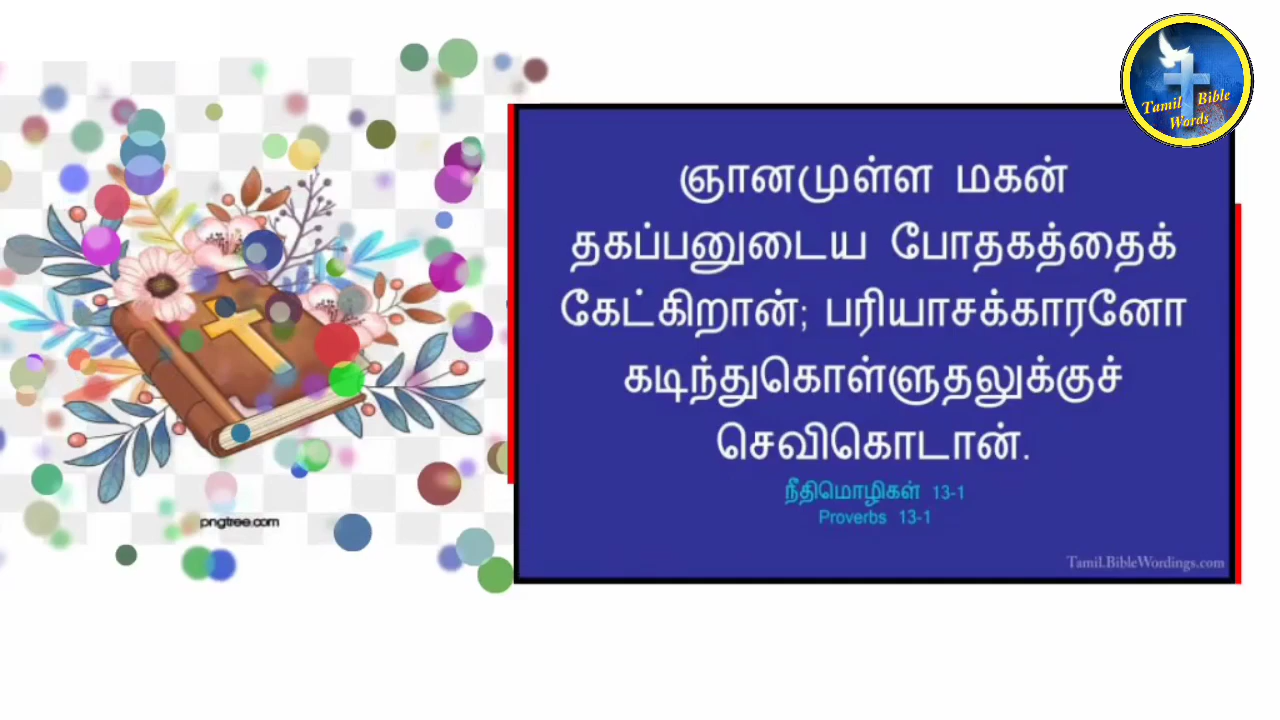 Tamil Bible
Words
ஞானமுள்ள மகன்
தகப்பனுடைய போதகத்தைக்
கேட்கிறான்; பரியாசக்காரனோ
கடிந்துகொள்ளுதலுக்குச்
செவிகொடான்.
நீதிமொழிகள் 13-1
Proverbs 13-1
Tamil.BibleWordings.com
pngtree.com